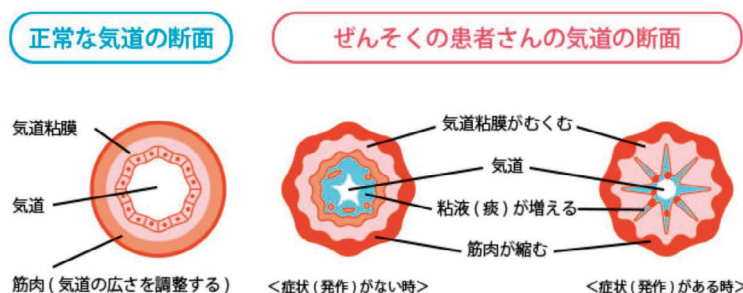 正常な気道の断面
ぜんそくの患者さんの気道の断面
気道粘膜
気道
筋肉(気道の広さを調整する)
気道粘膜がむくむ
気道
粘液(痰)が増える
筋肉が縮む
<症状(発作)がない時>
<症状(発作)がある時>